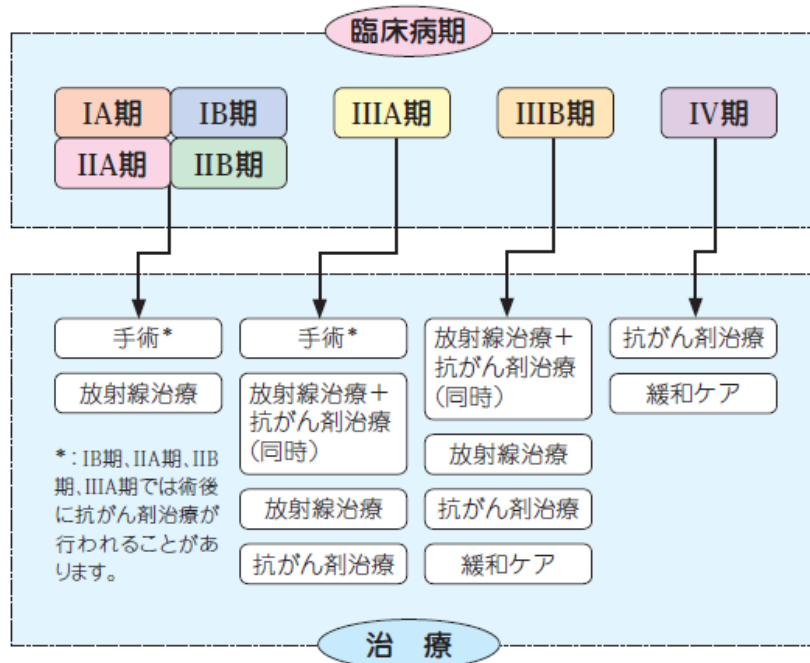 臨床病期
IA期
IB期
IIA期
IIB期
IIIA期
IIIB期
IV期
手術*
放射線治療
*：IB期、IIA期、IIB
期、IIIA期では術後
に抗がん剤治療が
行われることがあ
ります。
手術*
放射線治療＋
抗がん剤治療
(同時)
放射線治療
抗がん剤治療
放射線治療＋
抗がん剤治療
(同時)
放射線治療
抗がん剤治療
緩和ケア
抗がん剤治療
緩和ケア
治　療